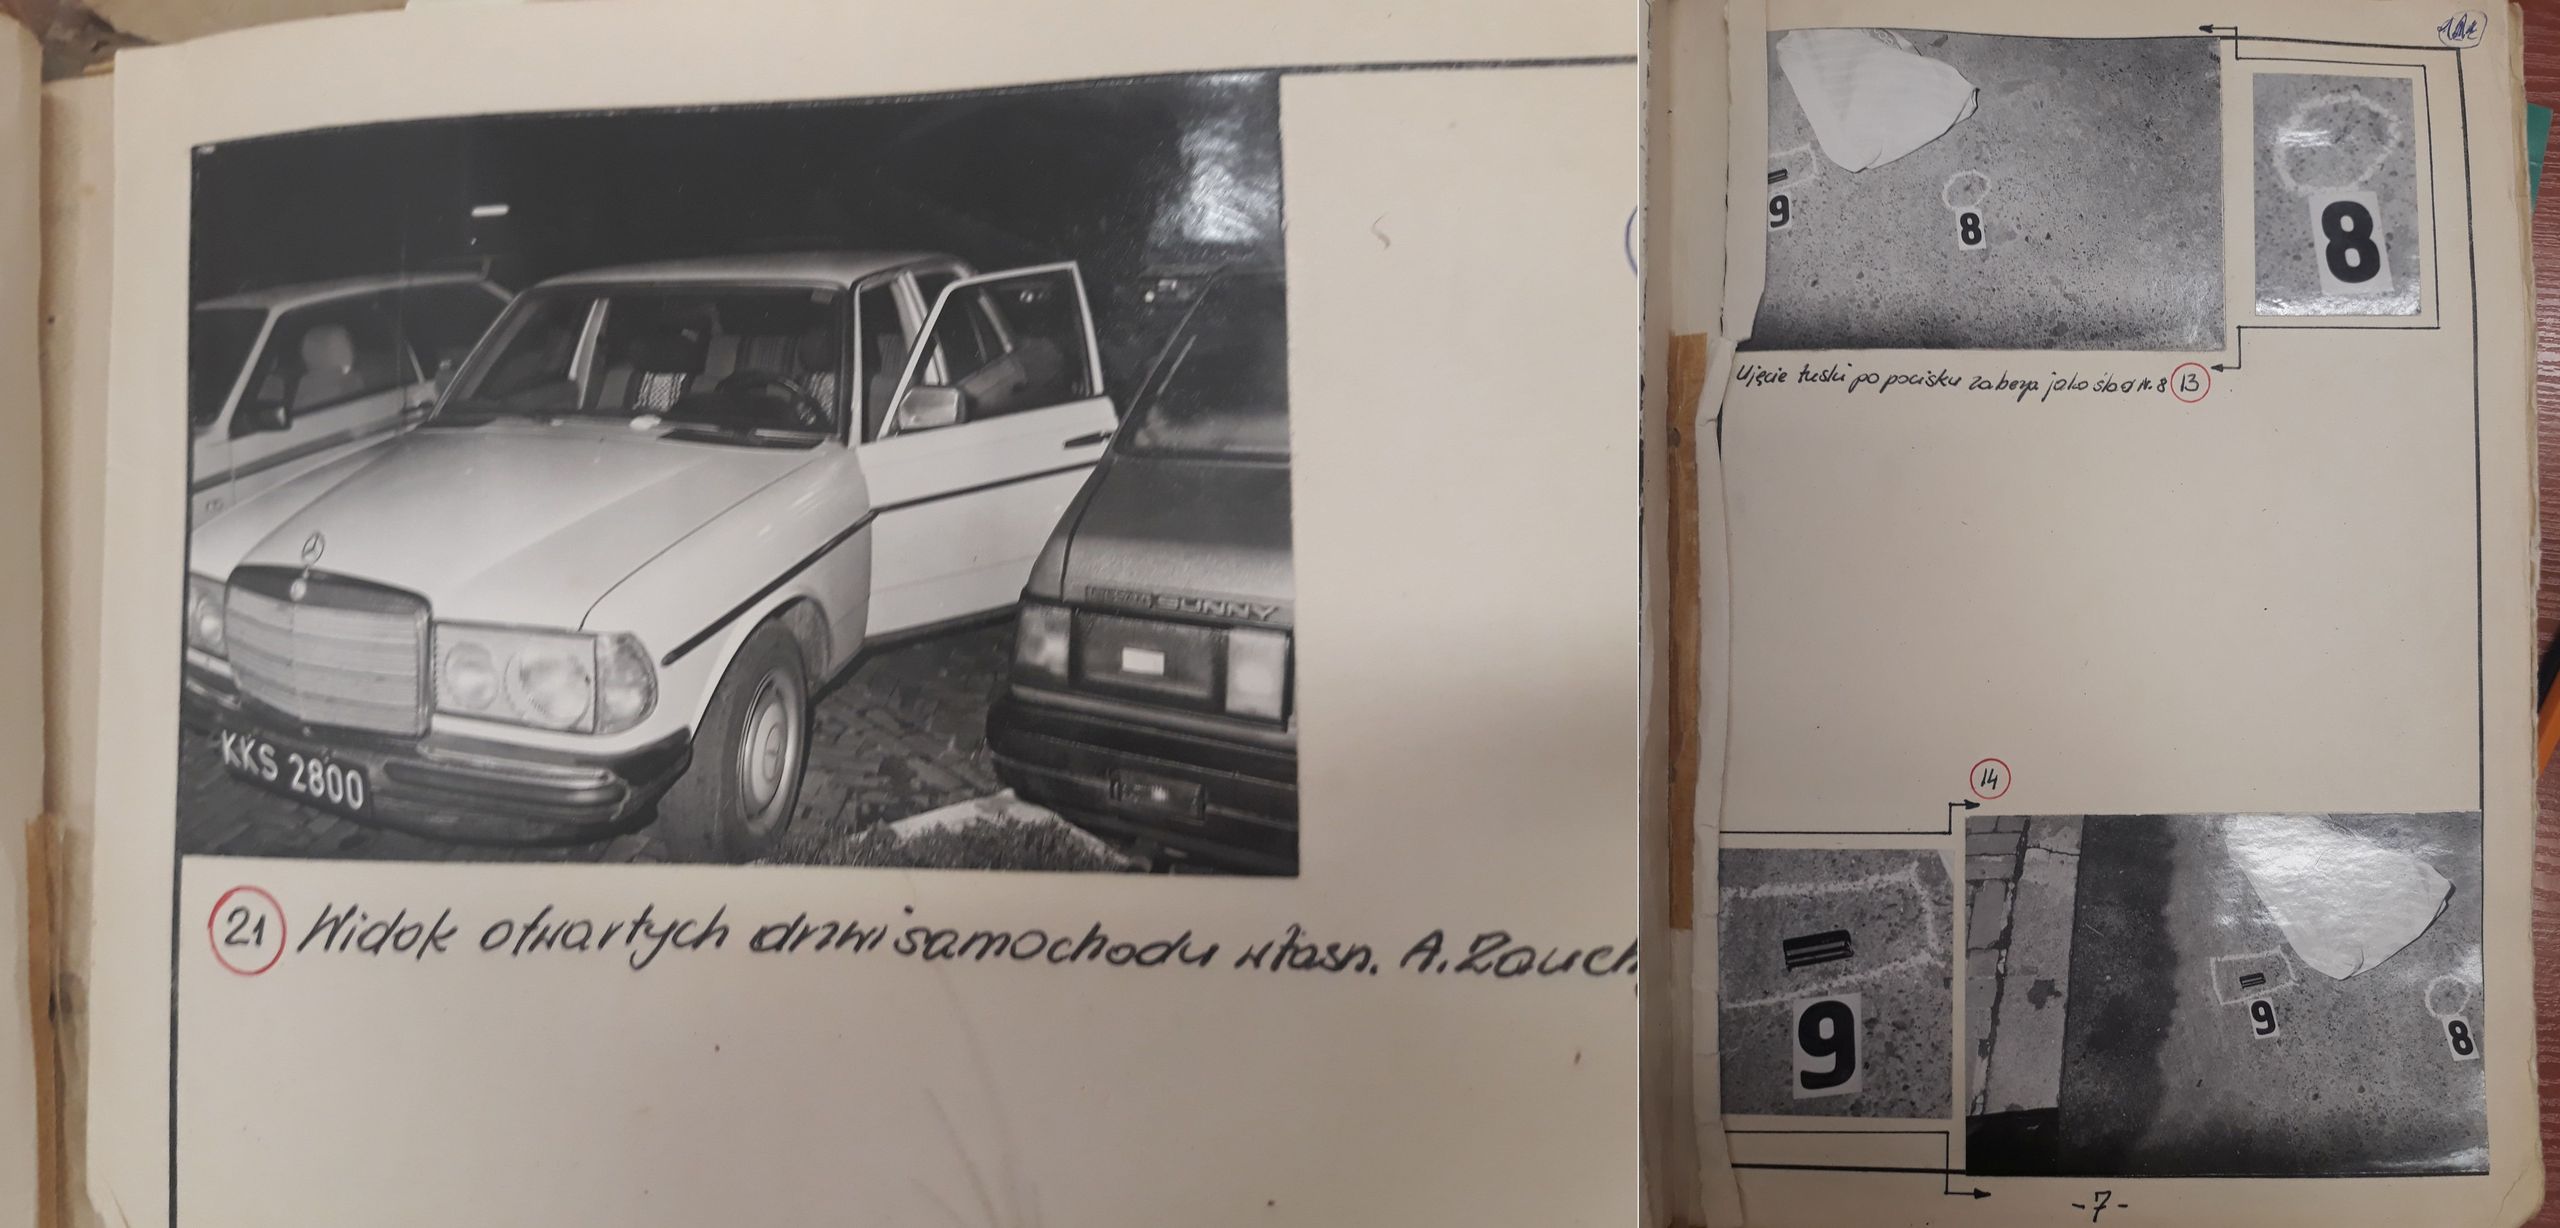 SUNNY
KKS 2800
21 Widok otwartych drzwi samochodu własn. A. Zauch
9
8
8
Ujęcie łuski po pocisku zabezp jako ślad Nr. 8 13
14
9
9
8
-7-